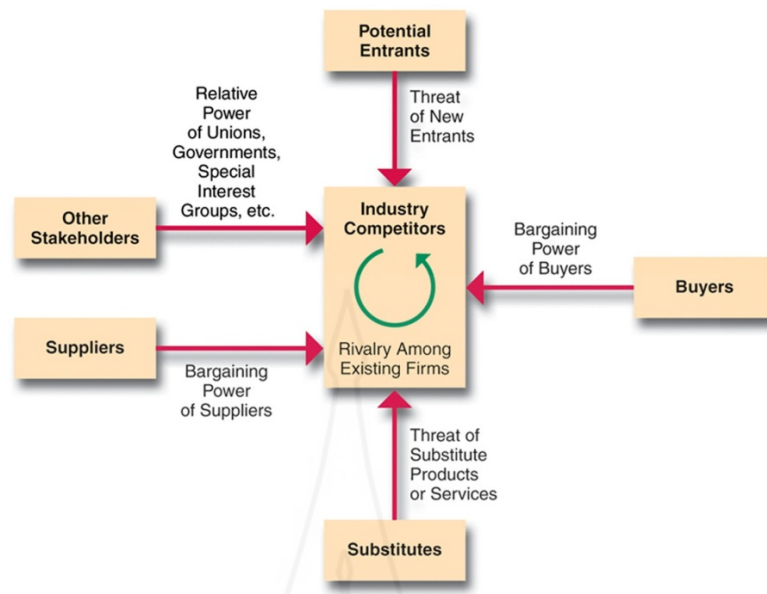 Potential
Entrants
Threat
of New
Entrants
Relative
Power
of Unions,
Governments,
Special
Interest
Groups, etc.
Other
Stakeholders
Industry
Competitors
Rivalry Among
Existing Firms
Bargaining
Power
of Buyers
Buyers
Suppliers
Bargaining
Power
of Suppliers
Threat of
Substitute
Products
or Services
Substitutes